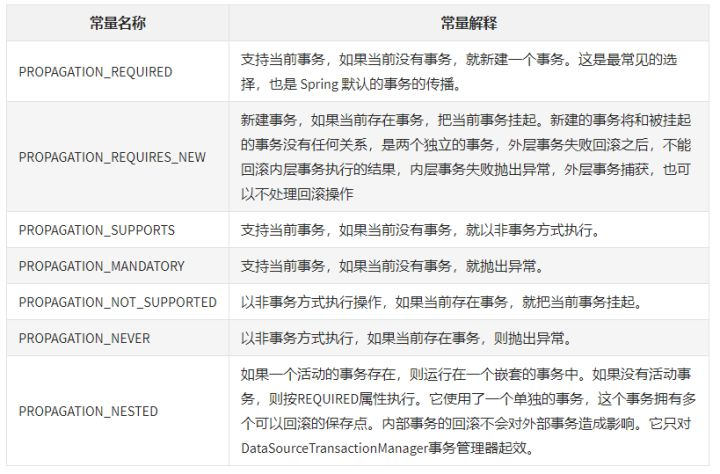 常量名称 常量解释
PROPAGATION_REQUIRED
支持当前事务，如果当前没有事务，就新建一个事务。这是最常见的选
择，也是 Spring 默认的事务的传播。
PROPAGATION_REQUIRES_NEW
新建事务，如果当前存在事务，把当前事务挂起。新建的事务将和被挂起
的事务没有任何关系，是两个独立的事务，外层事务失败回滚之后，不能
回滚内层事务执行的结果，内层事务失败抛出异常，外层事务捕获，也可
以不处理回滚操作
PROPAGATION_SUPPORTS 支持当前事务，如果当前没有事务，就以非事务方式执行。
PROPAGATION_MANDATORY 支持当前事务，如果当前没有事务，就抛出异常。
PROPAGATION_NOT_SUPPORTED 以非事务方式执行操作，如果当前存在事务，就把当前事务挂起。
PROPAGATION_NEVER 以非事务方式执行，如果当前存在事务，则抛出异常。
PROPAGATION_NESTED
如果一个活动的事务存在，则运行在一个嵌套的事务中。如果没有活动事
务，则按REQUIRED属性执行。它使用了一个单独的事务，这个事务拥有多
个可以回滚的保存点。内部事务的回滚不会对外部事务造成影响。它只对
DataSourceTransactionManager事务管理器起效。